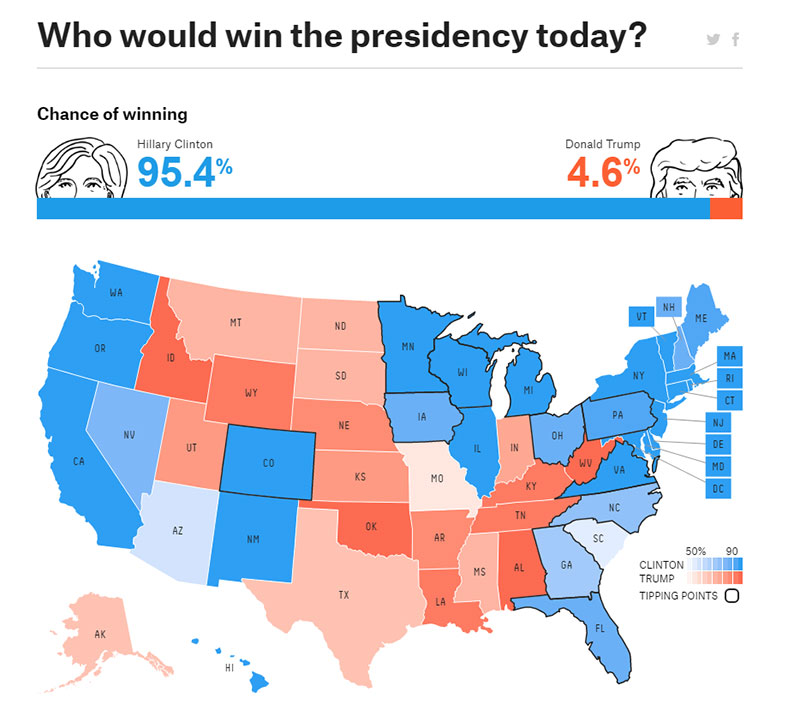 Who would win the presidency today?
Chance of winning
Hillary Clinton
95.4%
Donald Trump
4.6%
WA
MT
ND
MN
VT
NH
ME
OR
ID
SD
WI
MI
NY
MA
RI
CT
WY
IA
PA
NJ
NV
UT
NE
IL
IN
OH
DE
CA
CO
KS
MO
KY
WV
VA
MD
DC
AZ
NM
OK
AR
TN
NC
SC
TX
LA
MS
AL
GA
FL
AK
HI
50% 90
CLINTON
TRUMP
TIPPING POINTS